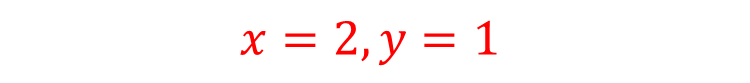 x = 2, y = 1